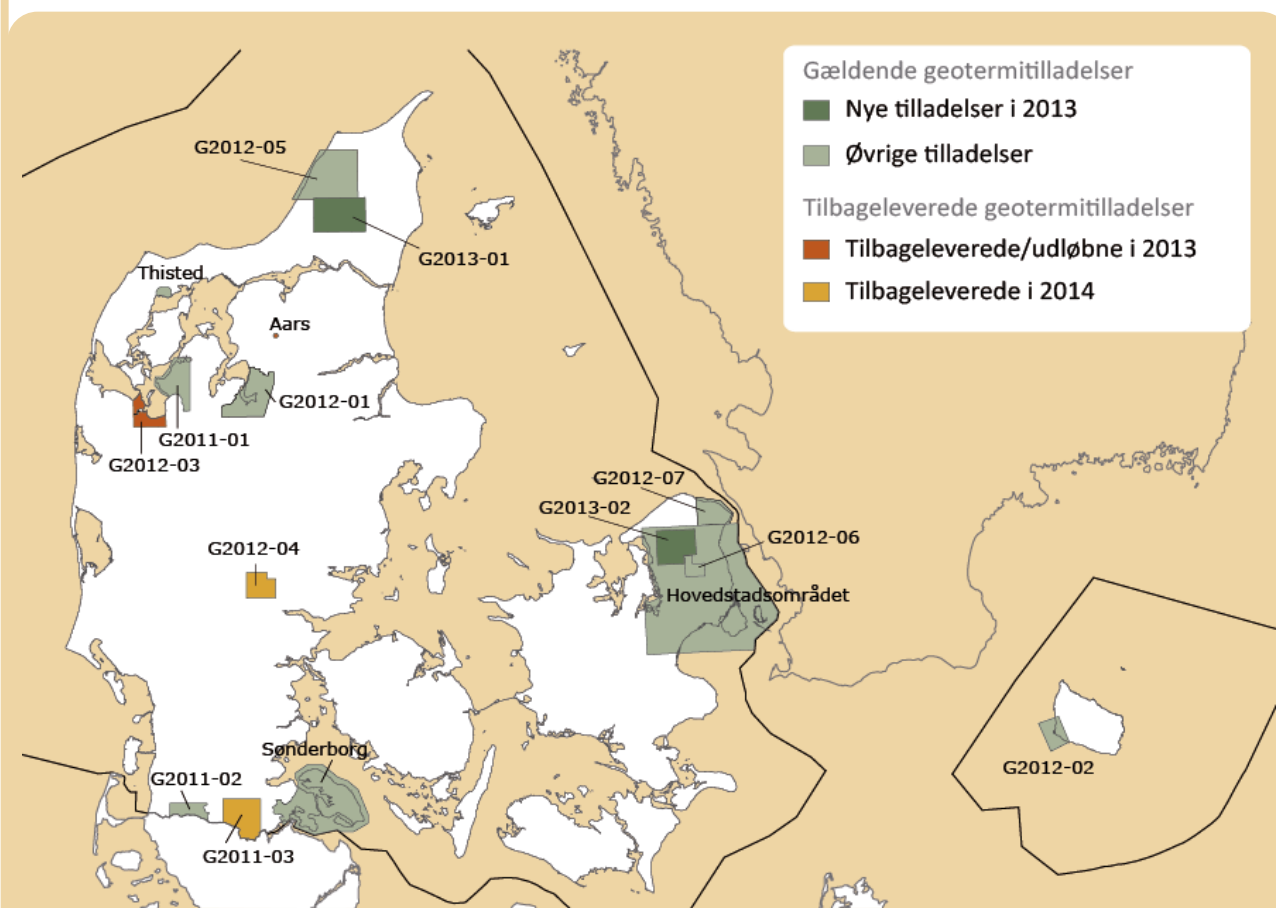 Gældende geotermitilladelser
Nye tilladelser i 2013
Øvrige tilladelser
Tilbageleverede geotermitilladelser
Tilbageleverede/udløbne i 2013
Tilbageleverede i 2014
G2012-05
G2013-01
Thisted
Aars
G2012-01
G2011-01
G2012-03
G2012-07
G2013-02
G2012-06
G2012-04
Hovedstadsområdet
Sønderborg
G2012-02
G2011-02
G2011-03